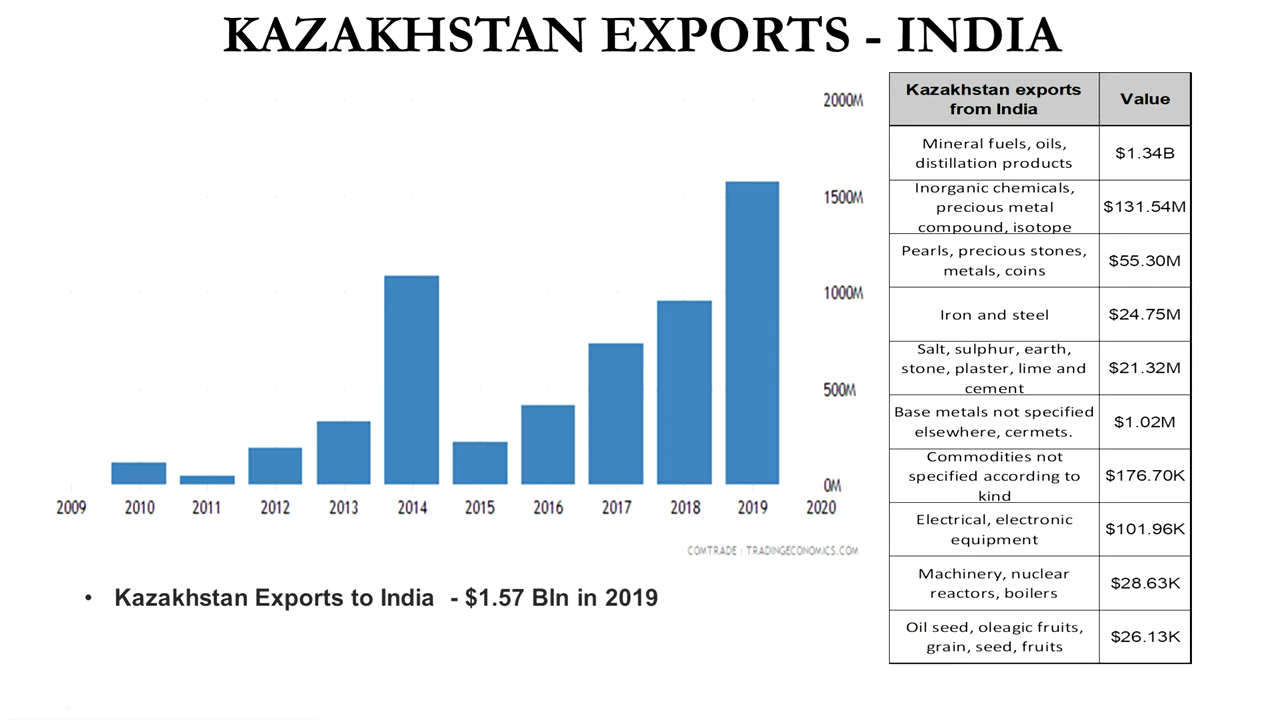 KAZAKHSTAN EXPORTS - INDIA
2000M
1500M
1000M
500M
0M
2009 2010 2011 2012 2013 2014 2015 2016 2017 2018 2019 2020
COMTRADE | TRADINGECONOMICS.COM
• Kazakhstan Exports to India - $1.57 Bln in 2019
Kazakhstan exports
from India
Value
Mineral fuels, oils,
distillation products
$1.34B
Inorganic chemicals,
precious metal
compound, isotope
$131.54M
Pearls, precious stones,
metals, coins
$55.30M
Iron and steel
$24.75M
Salt, sulphur, earth,
stone, plaster, lime and
cement
$21.32M
Base metals not specified
elsewhere, cermets.
$1.02M
Commodities not
specified according to
kind
$176.70K
Electrical, electronic
equipment
$101.96K
Machinery, nuclear
reactors, boilers
$28.63K
Oil seed, oleagic fruits,
grain, seed, fruits
$26.13K